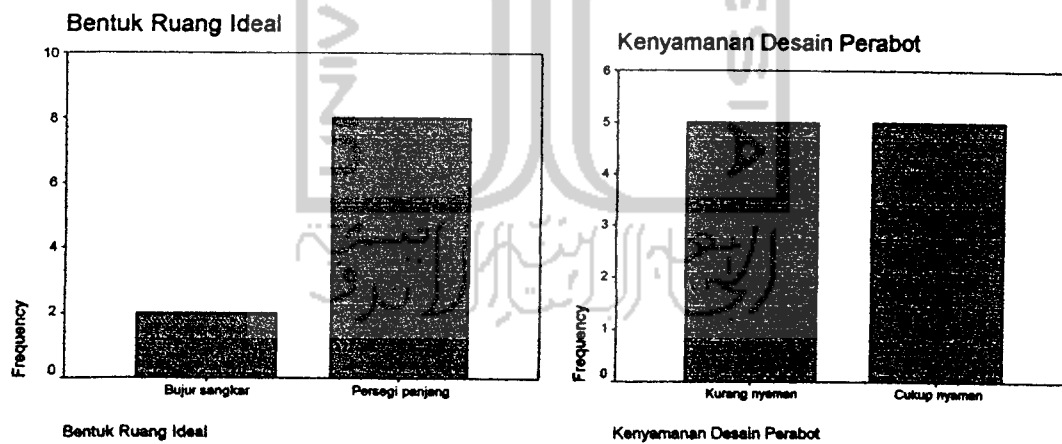 Bentuk Ruang Ideal
10
8
6
4
2
0
Frequency
Bujur sangkar
Persegi panjang
Bentuk Ruang Ideal
Kenyamanan Desain Perabot
6
5
4
3
2
1
0
Frequency
Kurang nyaman
Cukup nyaman
Kenyamanan Desain Perabot